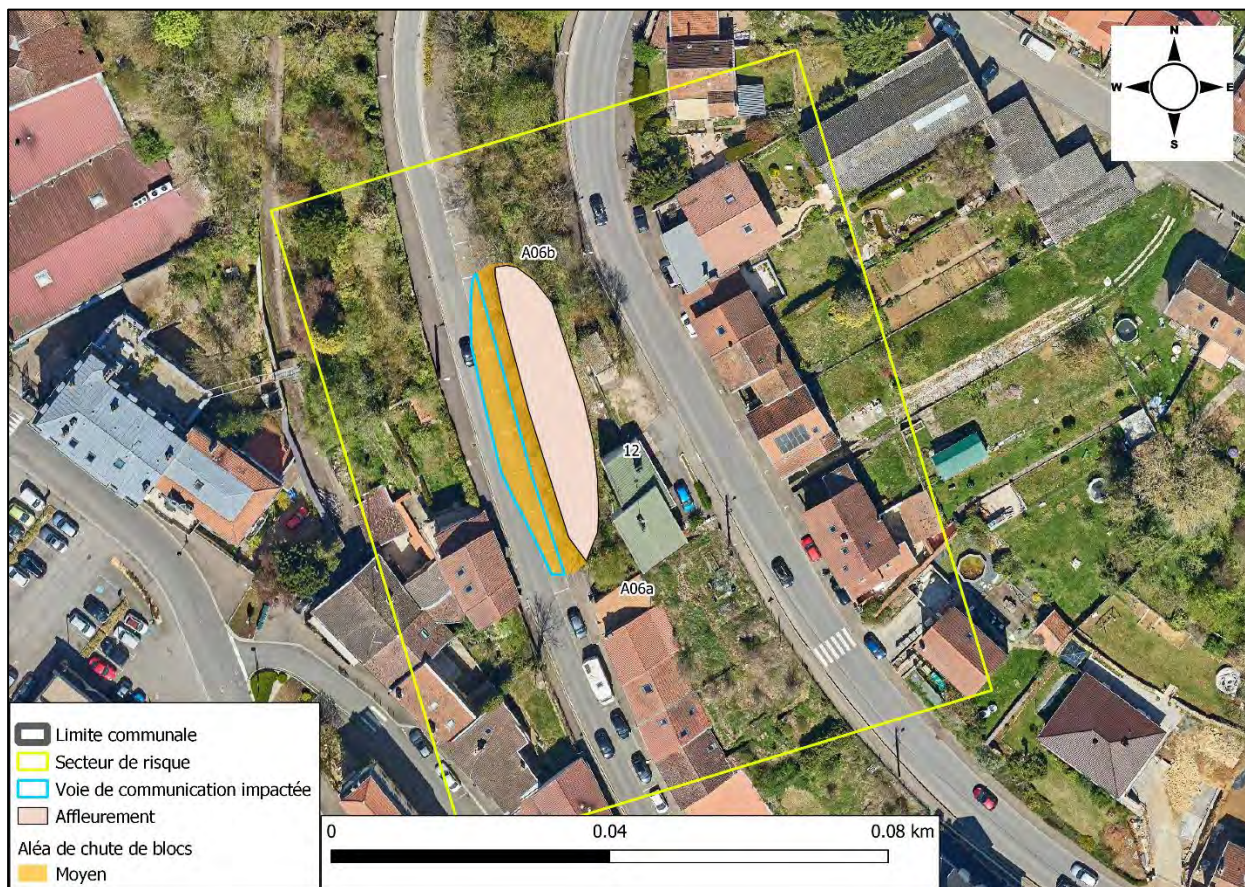 N
W E
S
A06b
12
A06a
Limite communale
Secteur de risque
Voie de communication impactée
Affleurement
Aléa de chute de blocs
Moyen
0 0.04 0.08 km